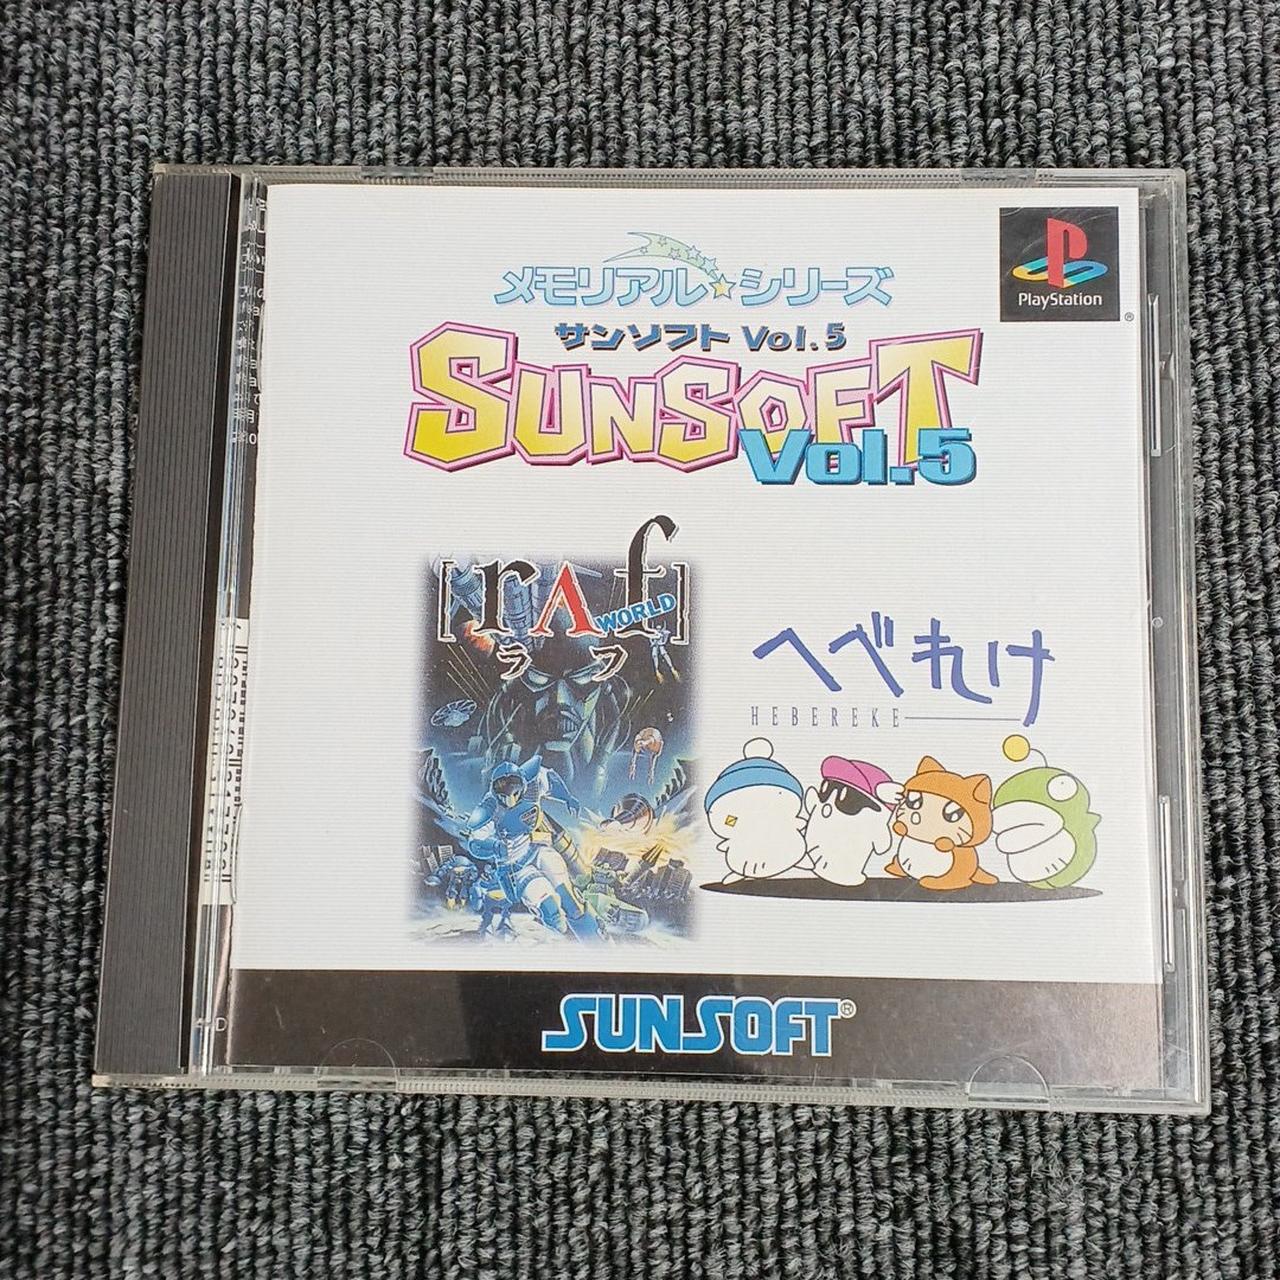 メモリアル☆シリーズ
PlayStation
®
サンソフト Vol.5
SUNSOFT
Vol.5
[raf]
WORLD
ラフ
へべれけ
HEBEREKE
SUNSOFT®